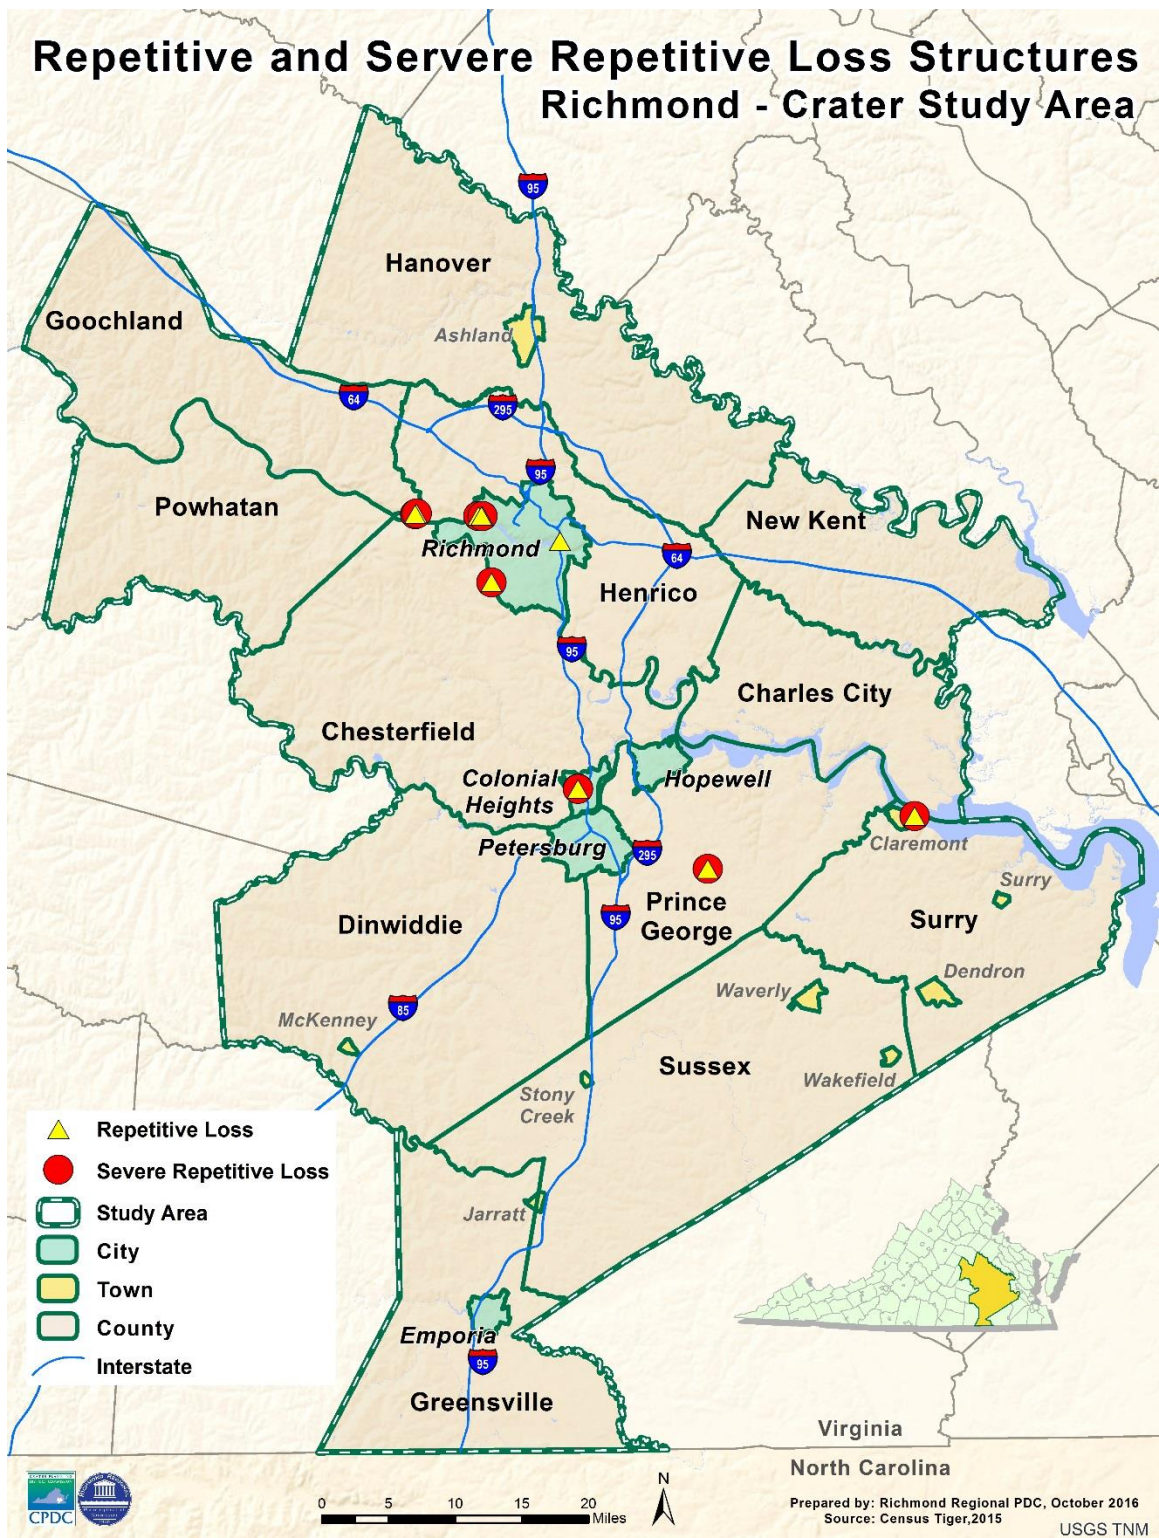 Repetitive and Servere Repetitive Loss Structures
Richmond - Crater Study Area
95
Hanover
Goochland
Ashland
64
295
95
Powhatan
New Kent
Richmond
64
Henrico
95
Charles City
Chesterfield
Colonial
Heights
Hopewell
Petersburg
295
Claremont
Surry
Prince
George
95
Dinwiddie
Surry
Waverly
Dendron
85
McKenney
Sussex
Stony
Creek
Wakefield
Jarratt
Emporia
95
Greensville
Repetitive Loss
Severe Repetitive Loss
Study Area
City
Town
County
Interstate
Virginia
North Carolina
CPDC
0 5 10 15 20
Miles
N
Prepared by: Richmond Regional PDC, October 2016
Source: Census Tiger,2015
USGS TNM